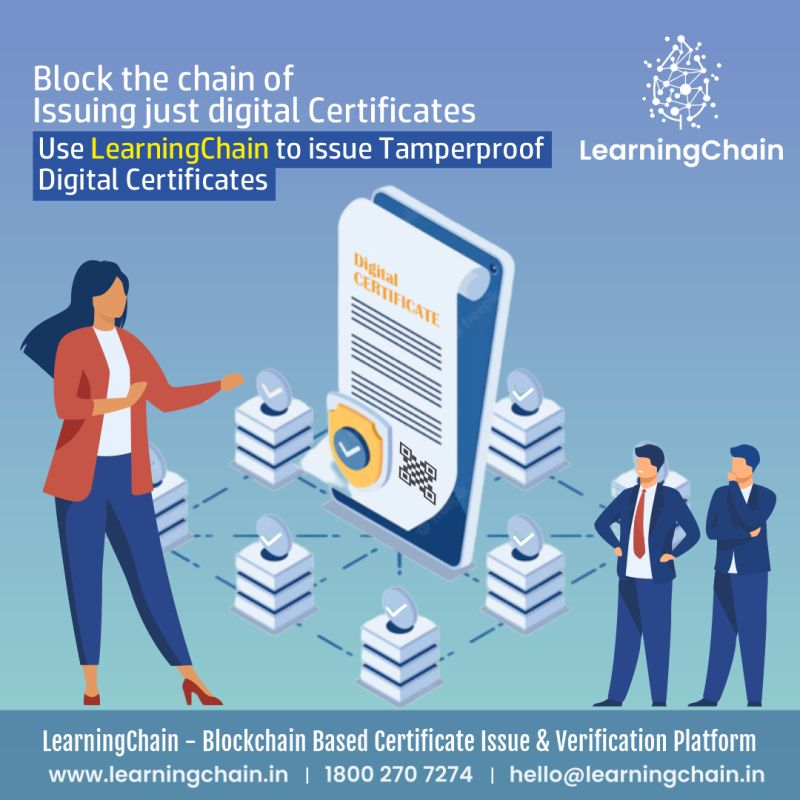 Block the chain of
Issuing just digital Certificates
Use LearningChain to issue Tamperproof
Digital Certificates
LearningChain
Digital
CERTIFICATE
LearningChain - Blockchain Based Certificate Issue & Verification Platform
www.learningchain.in | 1800 270 7274 | hello@learningchain.in